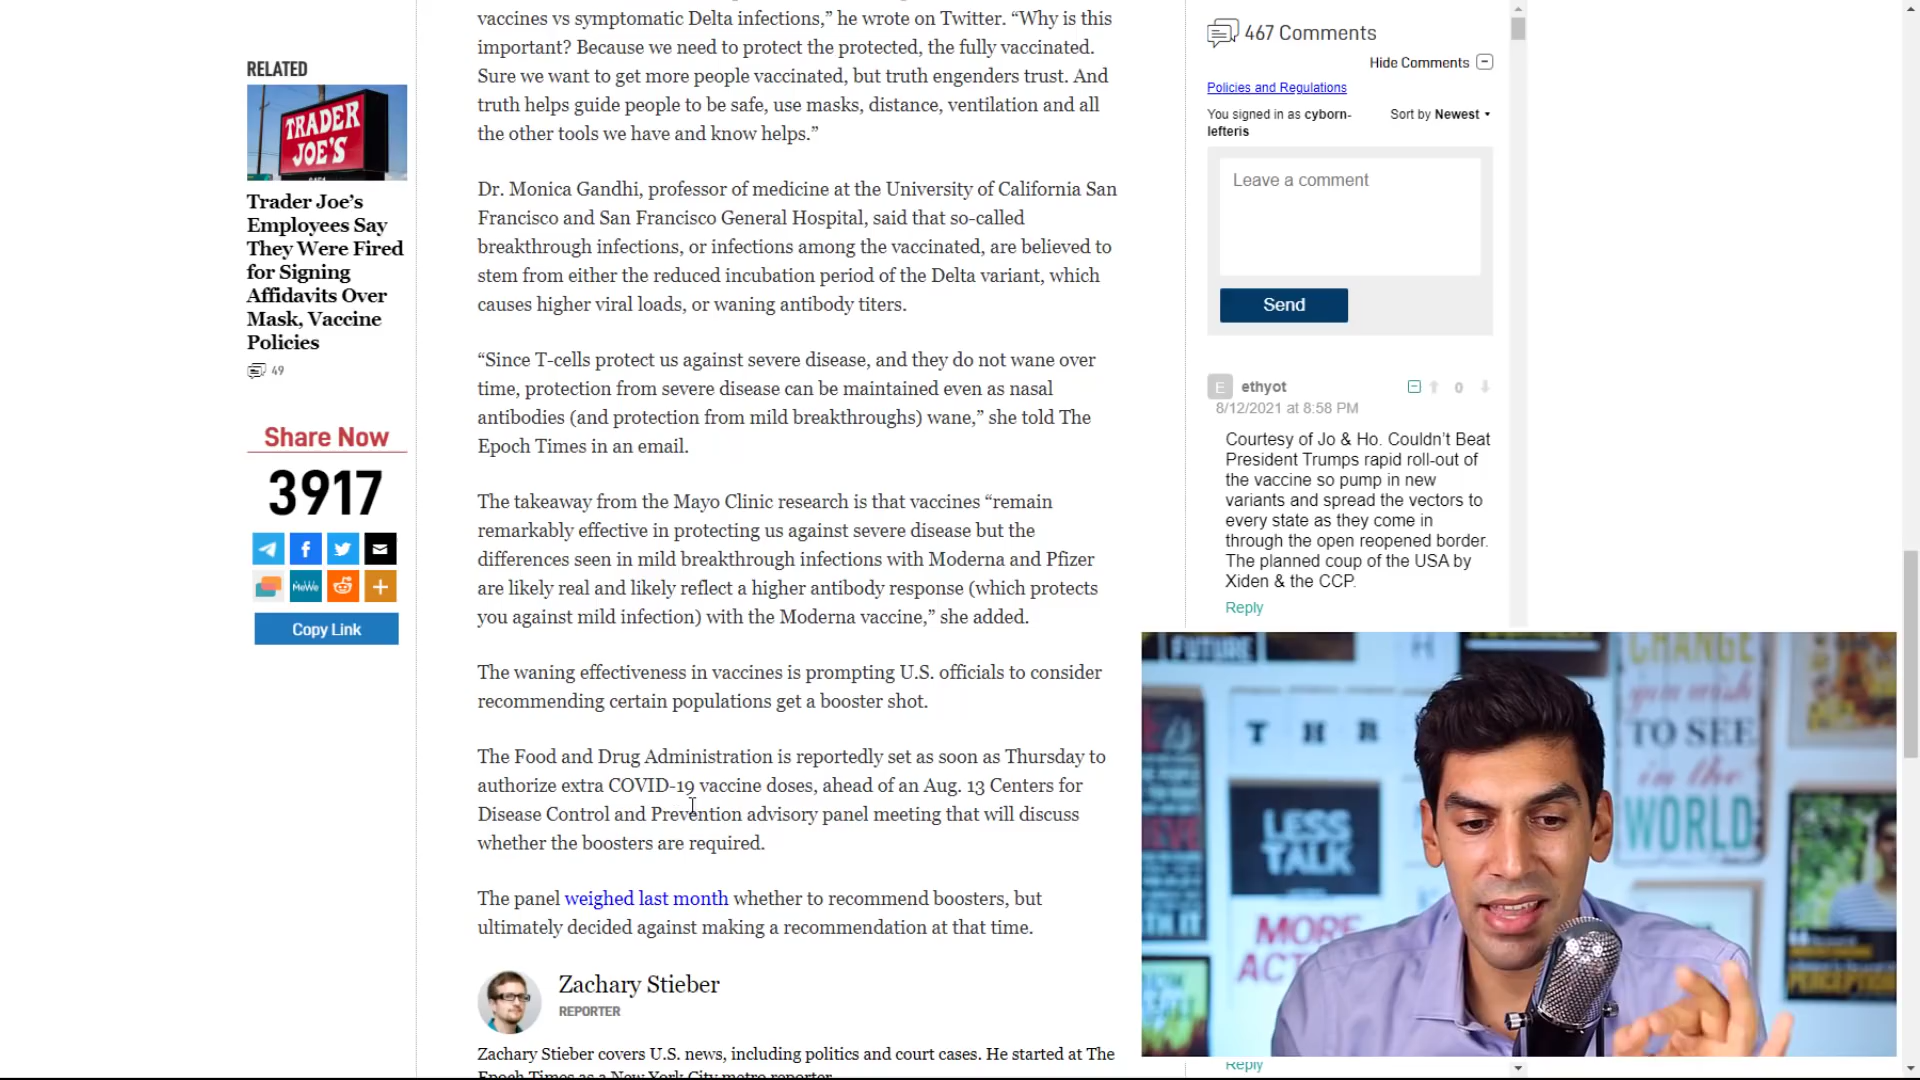 vaccines vs symptomatic Delta infections,” he wrote on Twitter. “Why is this
important? Because we need to protect the protected, the fully vaccinated.
Sure we want to get more people vaccinated, but truth engenders trust. And
truth helps guide people to be safe, use masks, distance, ventilation and all
the other tools we have and know helps.”
Dr. Monica Gandhi, professor of medicine at the University of California San
Francisco and San Francisco General Hospital, said that so-called
breakthrough infections, or infections among the vaccinated, are believed to
stem from either the reduced incubation period of the Delta variant, which
causes higher viral loads, or waning antibody titers.
“Since T-cells protect us against severe disease, and they do not wane over
time, protection from severe disease can be maintained even as nasal
antibodies (and protection from mild breakthroughs) wane,” she told The
Epoch Times in an email.
The takeaway from the Mayo Clinic research is that vaccines “remain
remarkably effective in protecting us against severe disease but the
differences seen in mild breakthrough infections with Moderna and Pfizer
are likely real and likely reflect a higher antibody response (which protects
you against mild infection) with the Moderna vaccine,” she added.
The waning effectiveness in vaccines is prompting U.S. officials to consider
recommending certain populations get a booster shot.
The Food and Drug Administration is reportedly set as soon as Thursday to
authorize extra COVID-19 vaccine doses, ahead of an Aug. 13 Centers for
Disease Control and Prevention advisory panel meeting that will discuss
whether the boosters are required.
The panel weighed last month whether to recommend boosters, but
ultimately decided against making a recommendation at that time.
Zachary Stieber
REPORTER
Zachary Stieber covers U.S. news, including politics and court cases. He started at The
Epoch Times as a New York City metro reporter.
RELATED
TRADER
JOE'S
Trader Joe’s
Employees Say
They Were Fired
for Signing
Affidavits Over
Mask, Vaccine
Policies
49
Share Now
3917
MeWe
Copy Link
467 Comments
Hide Comments
Policies and Regulations
You signed in as cyborn-
lefteris
Sort by Newest
Leave a comment
Send
E ethyot
0
8/12/2021 at 8:58 PM
Courtesy of Jo & Ho. Couldn’t Beat
President Trumps rapid roll-out of
the vaccine so pump in new
variants and spread the vectors to
every state as they come in
through the open reopened border.
The planned coup of the USA by
Xiden & the CCP.
Reply
FUTURE
THR
LESS
TALK
MORE
CHANGE
you wish
TO SEE
IN THE
WORLD
PERCEPTION
Reply